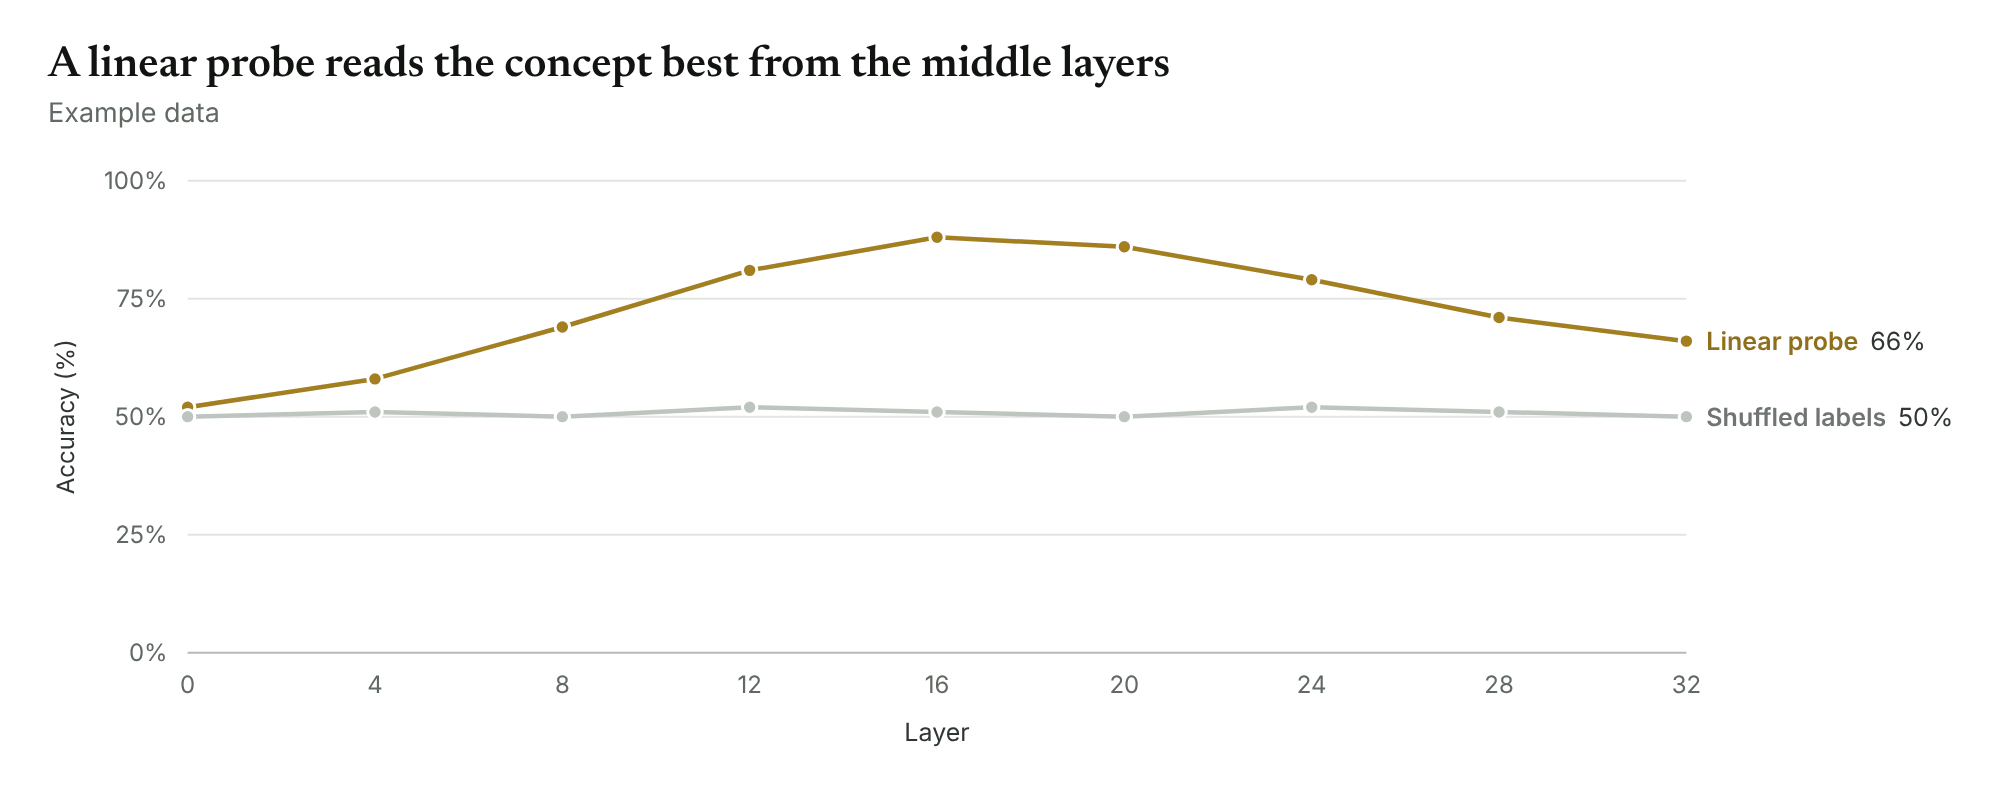 A linear probe reads the concept best from the middle layers
Example data
100%
75%
50%
25%
0%
Accuracy (%)
Linear probe 66%
Shuffled labels 50%
0 4 8 12 16 20 24 28 32
Layer